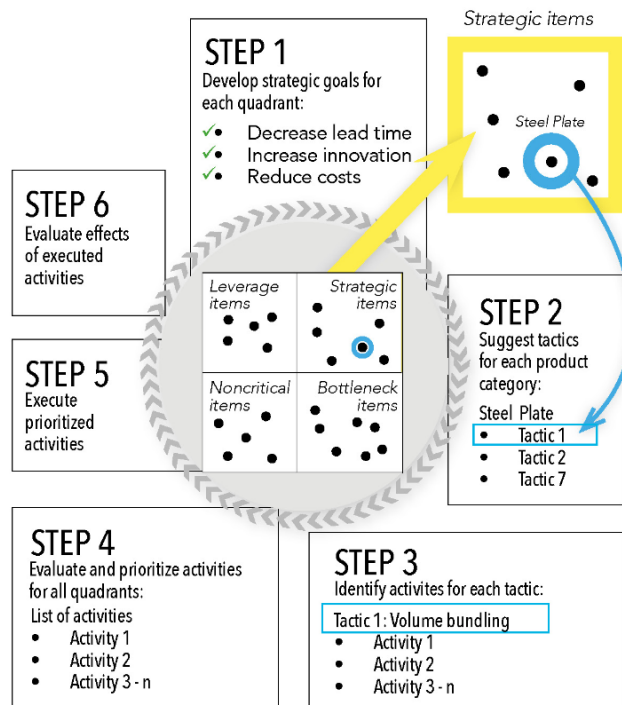 Strategic items
STEP 1
Develop strategic goals for
each quadrant:
✓• Decrease lead time
✓• Increase innovation
✓• Reduce costs
Steel Plate
STEP 6
Evaluate effects
of executed
activities
Leverage
items
Strategic
items
Noncritical
items
Bottleneck
items
STEP 2
Suggest tactics
for each product
category:
Steel Plate
• Tactic 1
• Tactic 2
• Tactic 7
STEP 5
Execute
prioritized
activities
STEP 4
Evaluate and prioritize activities
for all quadrants:
List of activities
• Activity 1
• Activity 2
• Activity 3 - n
STEP 3
Identify activites for each tactic:
Tactic 1: Volume bundling
• Activity 1
• Activity 2
• Activity 3 - n